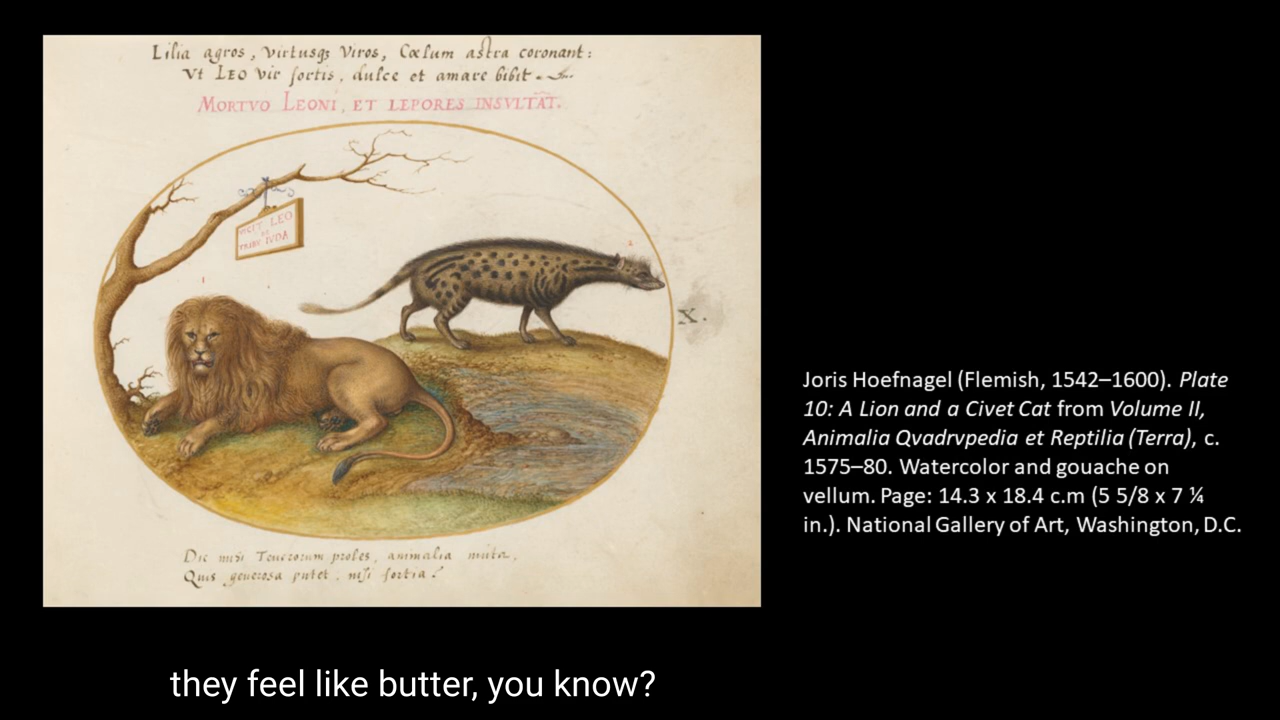 Lilia agros, virtusq; viros, Cœlum astra coronant:
Vt LEO vir fortis, dulce et amare bibit.
MORTVO LEONI, ET LEPORES INSVLTÃT.
VICIT LEO
DE
TRIBV IVDA
1
2
X.
Dic mihi Teucrorum proles, animalia muta,
Quis generosa putet, nisi fortia?
Joris Hoefnagel (Flemish, 1542–1600). Plate
10: A Lion and a Civet Cat from Volume II,
Animalia Qvadrvpedia et Reptilia (Terra), c.
1575–80. Watercolor and gouache on
vellum. Page: 14.3 x 18.4 c.m (5 5/8 x 7 ¼
in.). National Gallery of Art, Washington, D.C.
they feel like butter, you know?